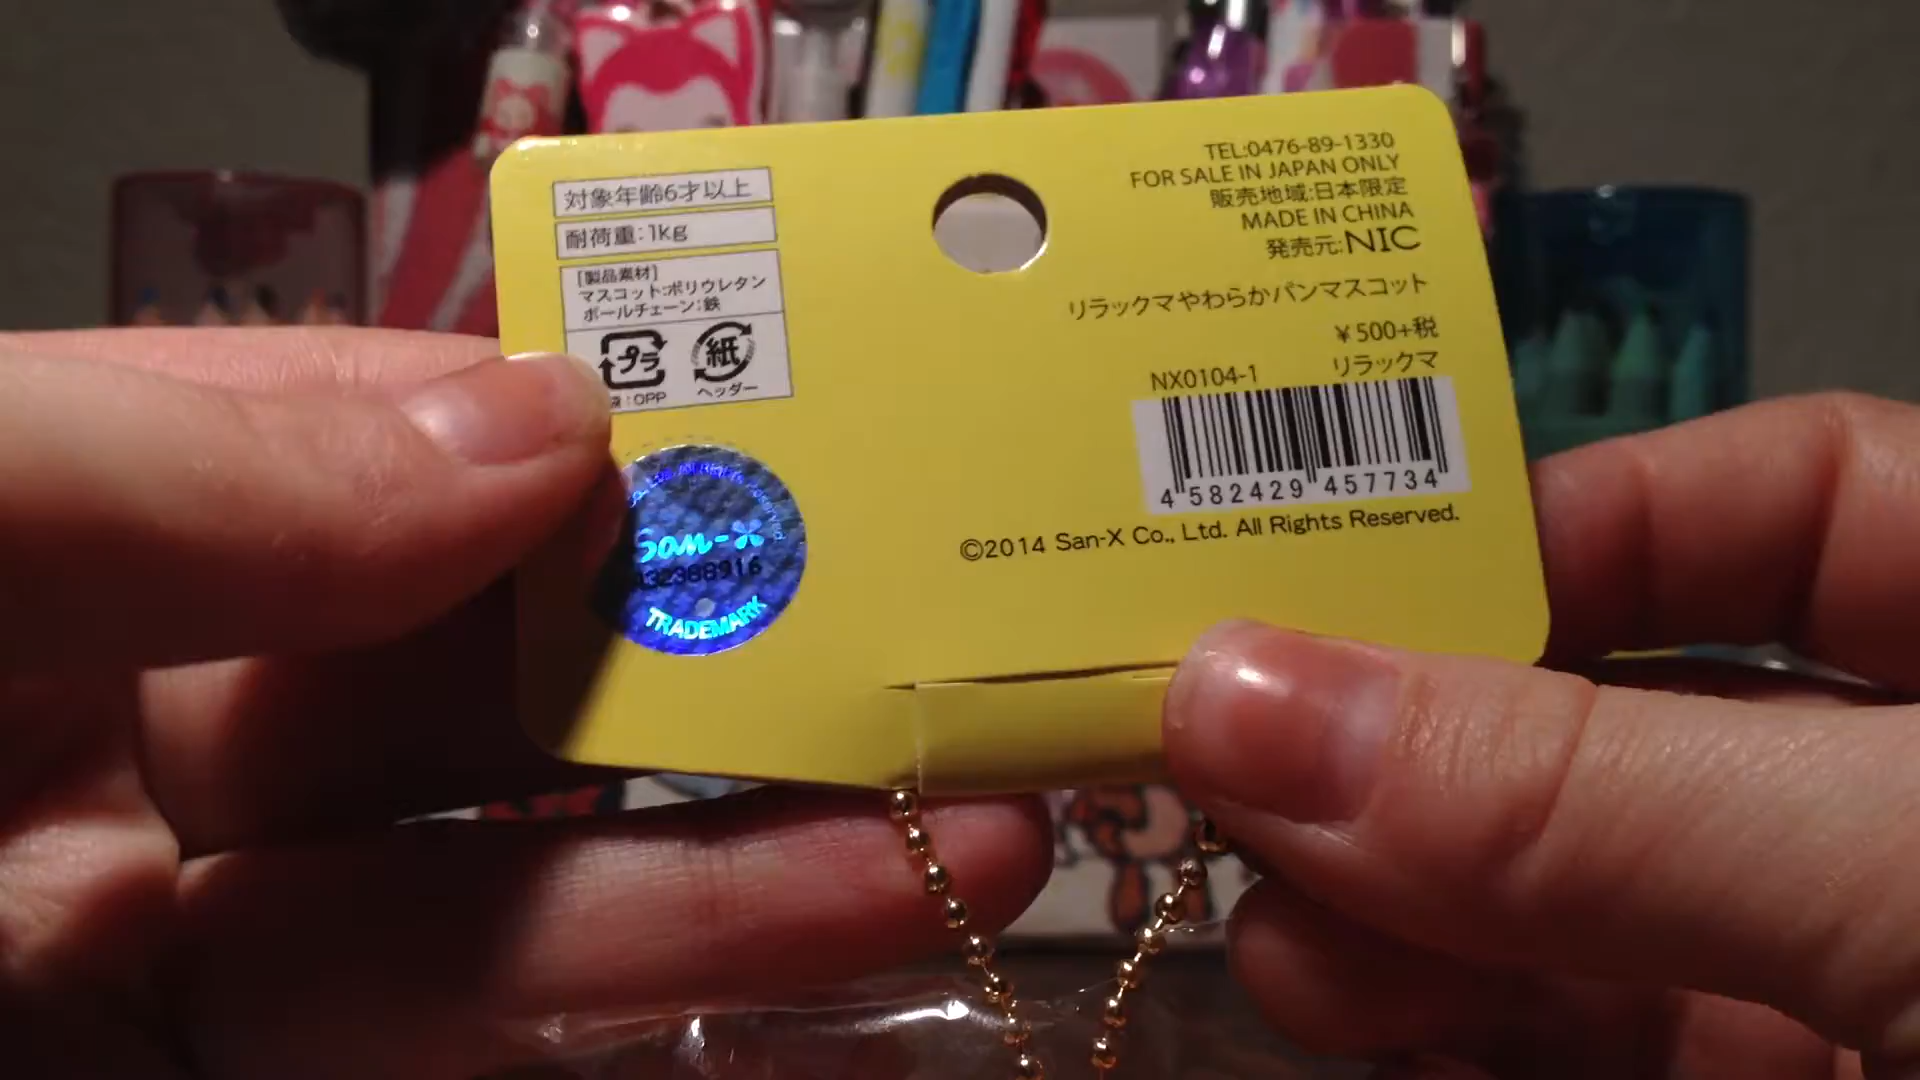 対象年齢6才以上
耐荷重:1kg
[製品素材]
マスコット:ポリウレタン
ボールチェーン:鉄
プラ
紙
:OPP
ヘッダー
TEL:0476-89-1330
FOR SALE IN JAPAN ONLY
販売地域:日本限定
MADE IN CHINA
発売元:NIC
リラックマやわらかパンマスコット
¥500+税
リラックマ
NX0104-1
4 582429 457734
©2014 San-X Co., Ltd. All Rights Reserved.
All Rights Reserved
San-X
32388916
TRADEMARK